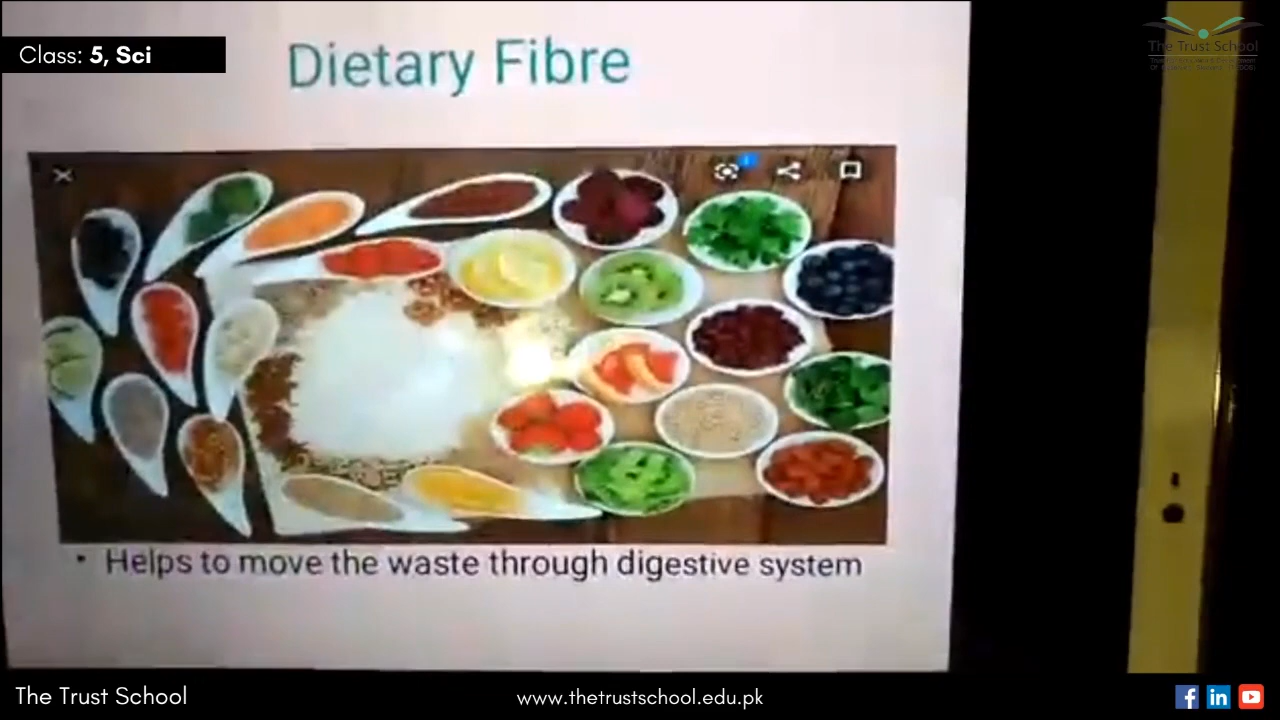 Class: 5, Sci
The Trust School
Dietary Fibre
• Helps to move the waste through digestive system
The Trust School
www.thetrustschool.edu.pk